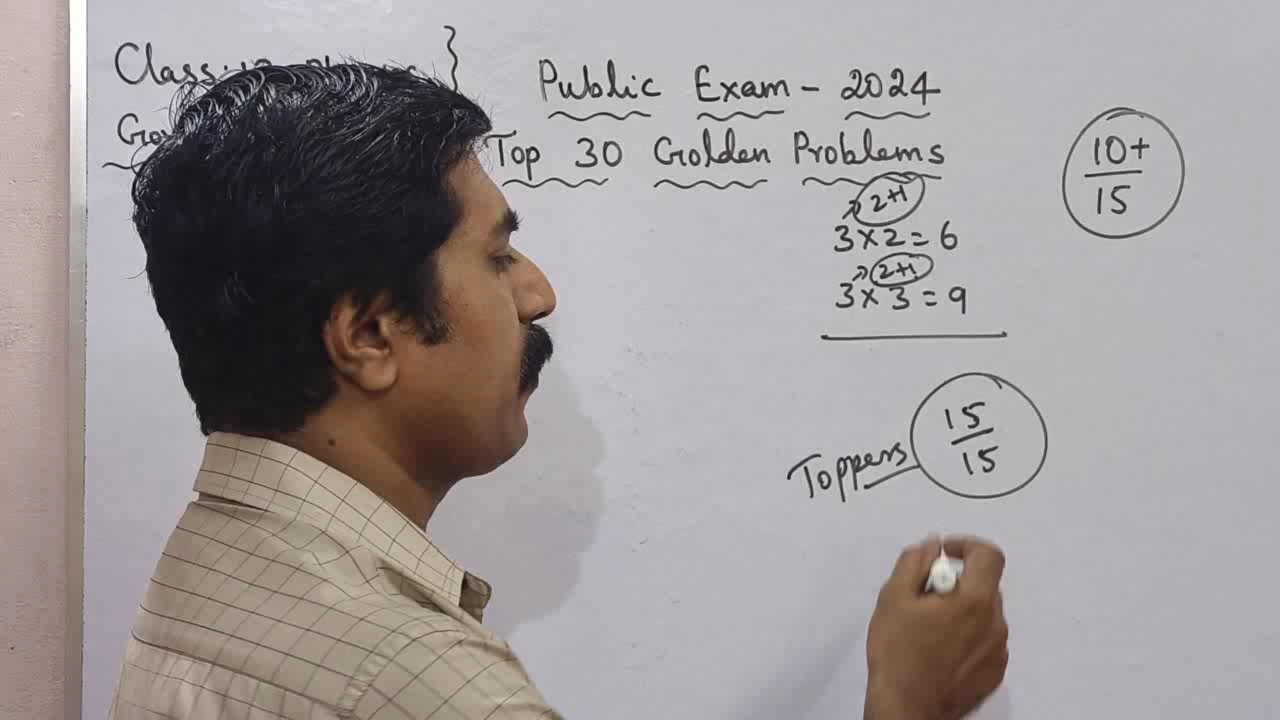 Class
Public Exam - 2024
Top 30 Golden Problems
2+1
3×2=6
2+1
3×3=9
10+
15
15
15
Toppers